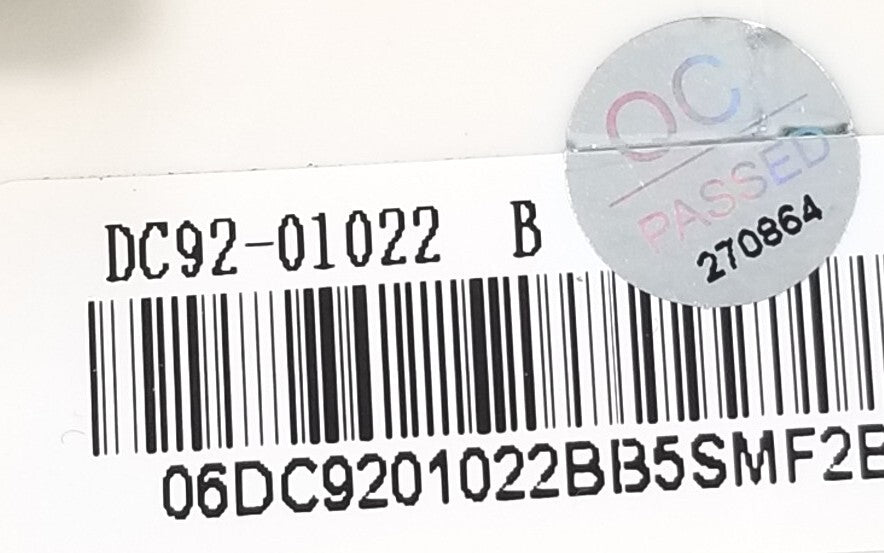 QC
PASSED
270864
DC92-01022 B
06DC9201022BB5SMF2B